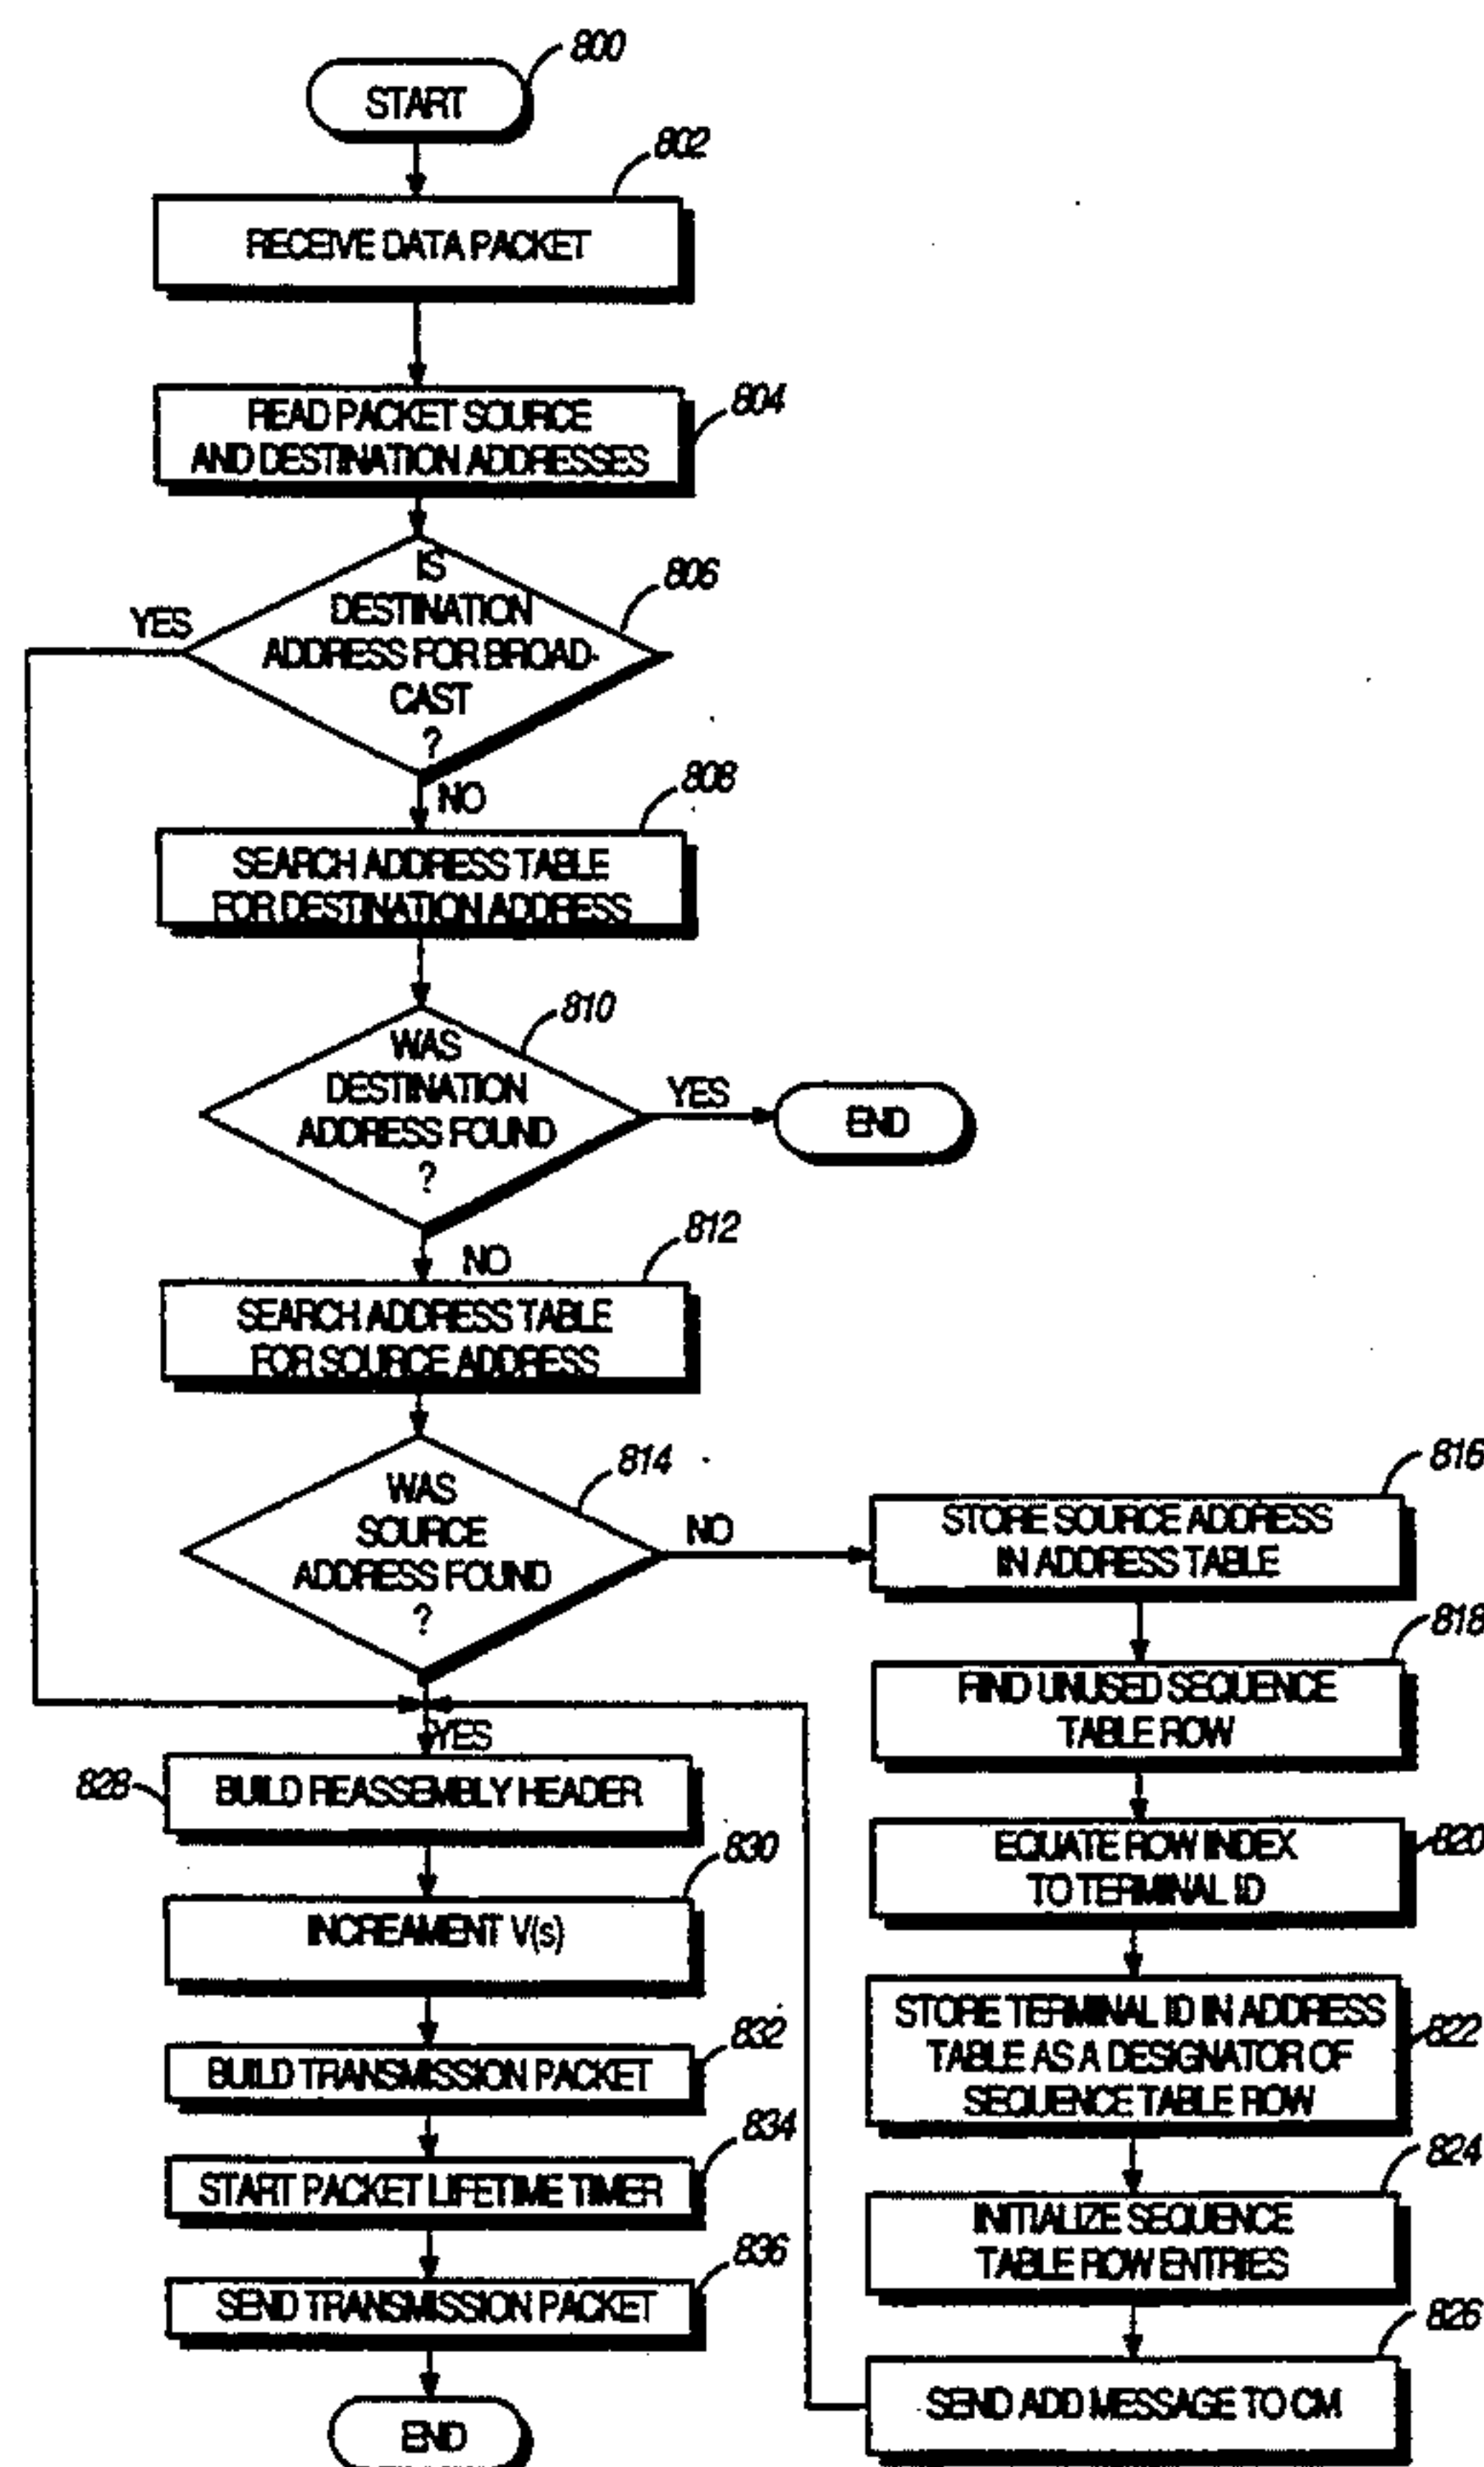 800
START
802
RECEIVE DATA PACKET
804
READ PACKET SOURCE
AND DESTINATION ADDRESSES
806
IS
DESTINATION
ADDRESS FOR BROAD-
CAST
?
YES
NO
808
SEARCH ADDRESS TABLE
FOR DESTINATION ADDRESS
810
WAS
DESTINATION
ADDRESS FOUND
?
YES
END
NO
812
SEARCH ADDRESS TABLE
FOR SOURCE ADDRESS
814
WAS
SOURCE
ADDRESS FOUND
?
NO
YES
816
STORE SOURCE ADDRESS
IN ADDRESS TABLE
818
FIND UNUSED SEQUENCE
TABLE ROW
820
EQUATE ROW INDEX
TO TERMINAL ID
822
STORE TERMINAL ID IN ADDRESS
TABLE AS A DESIGNATOR OF
SEQUENCE TABLE ROW
824
INITIALIZE SEQUENCE
TABLE ROW ENTRIES
826
SEND ADD MESSAGE TO CM
828
BUILD REASSEMBLY HEADER
830
INCREAMENT V(s)
832
BUILD TRANSMISSION PACKET
834
START PACKET LIFETIME TIMER
836
SEND TRANSMISSION PACKET
END